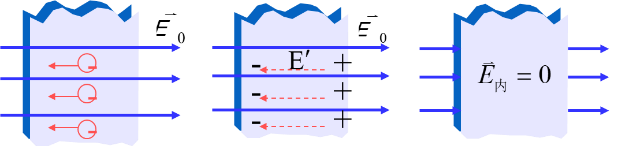 E⃗₀
E⃗₀
- E′ +
- +
- +
E⃗内 = 0